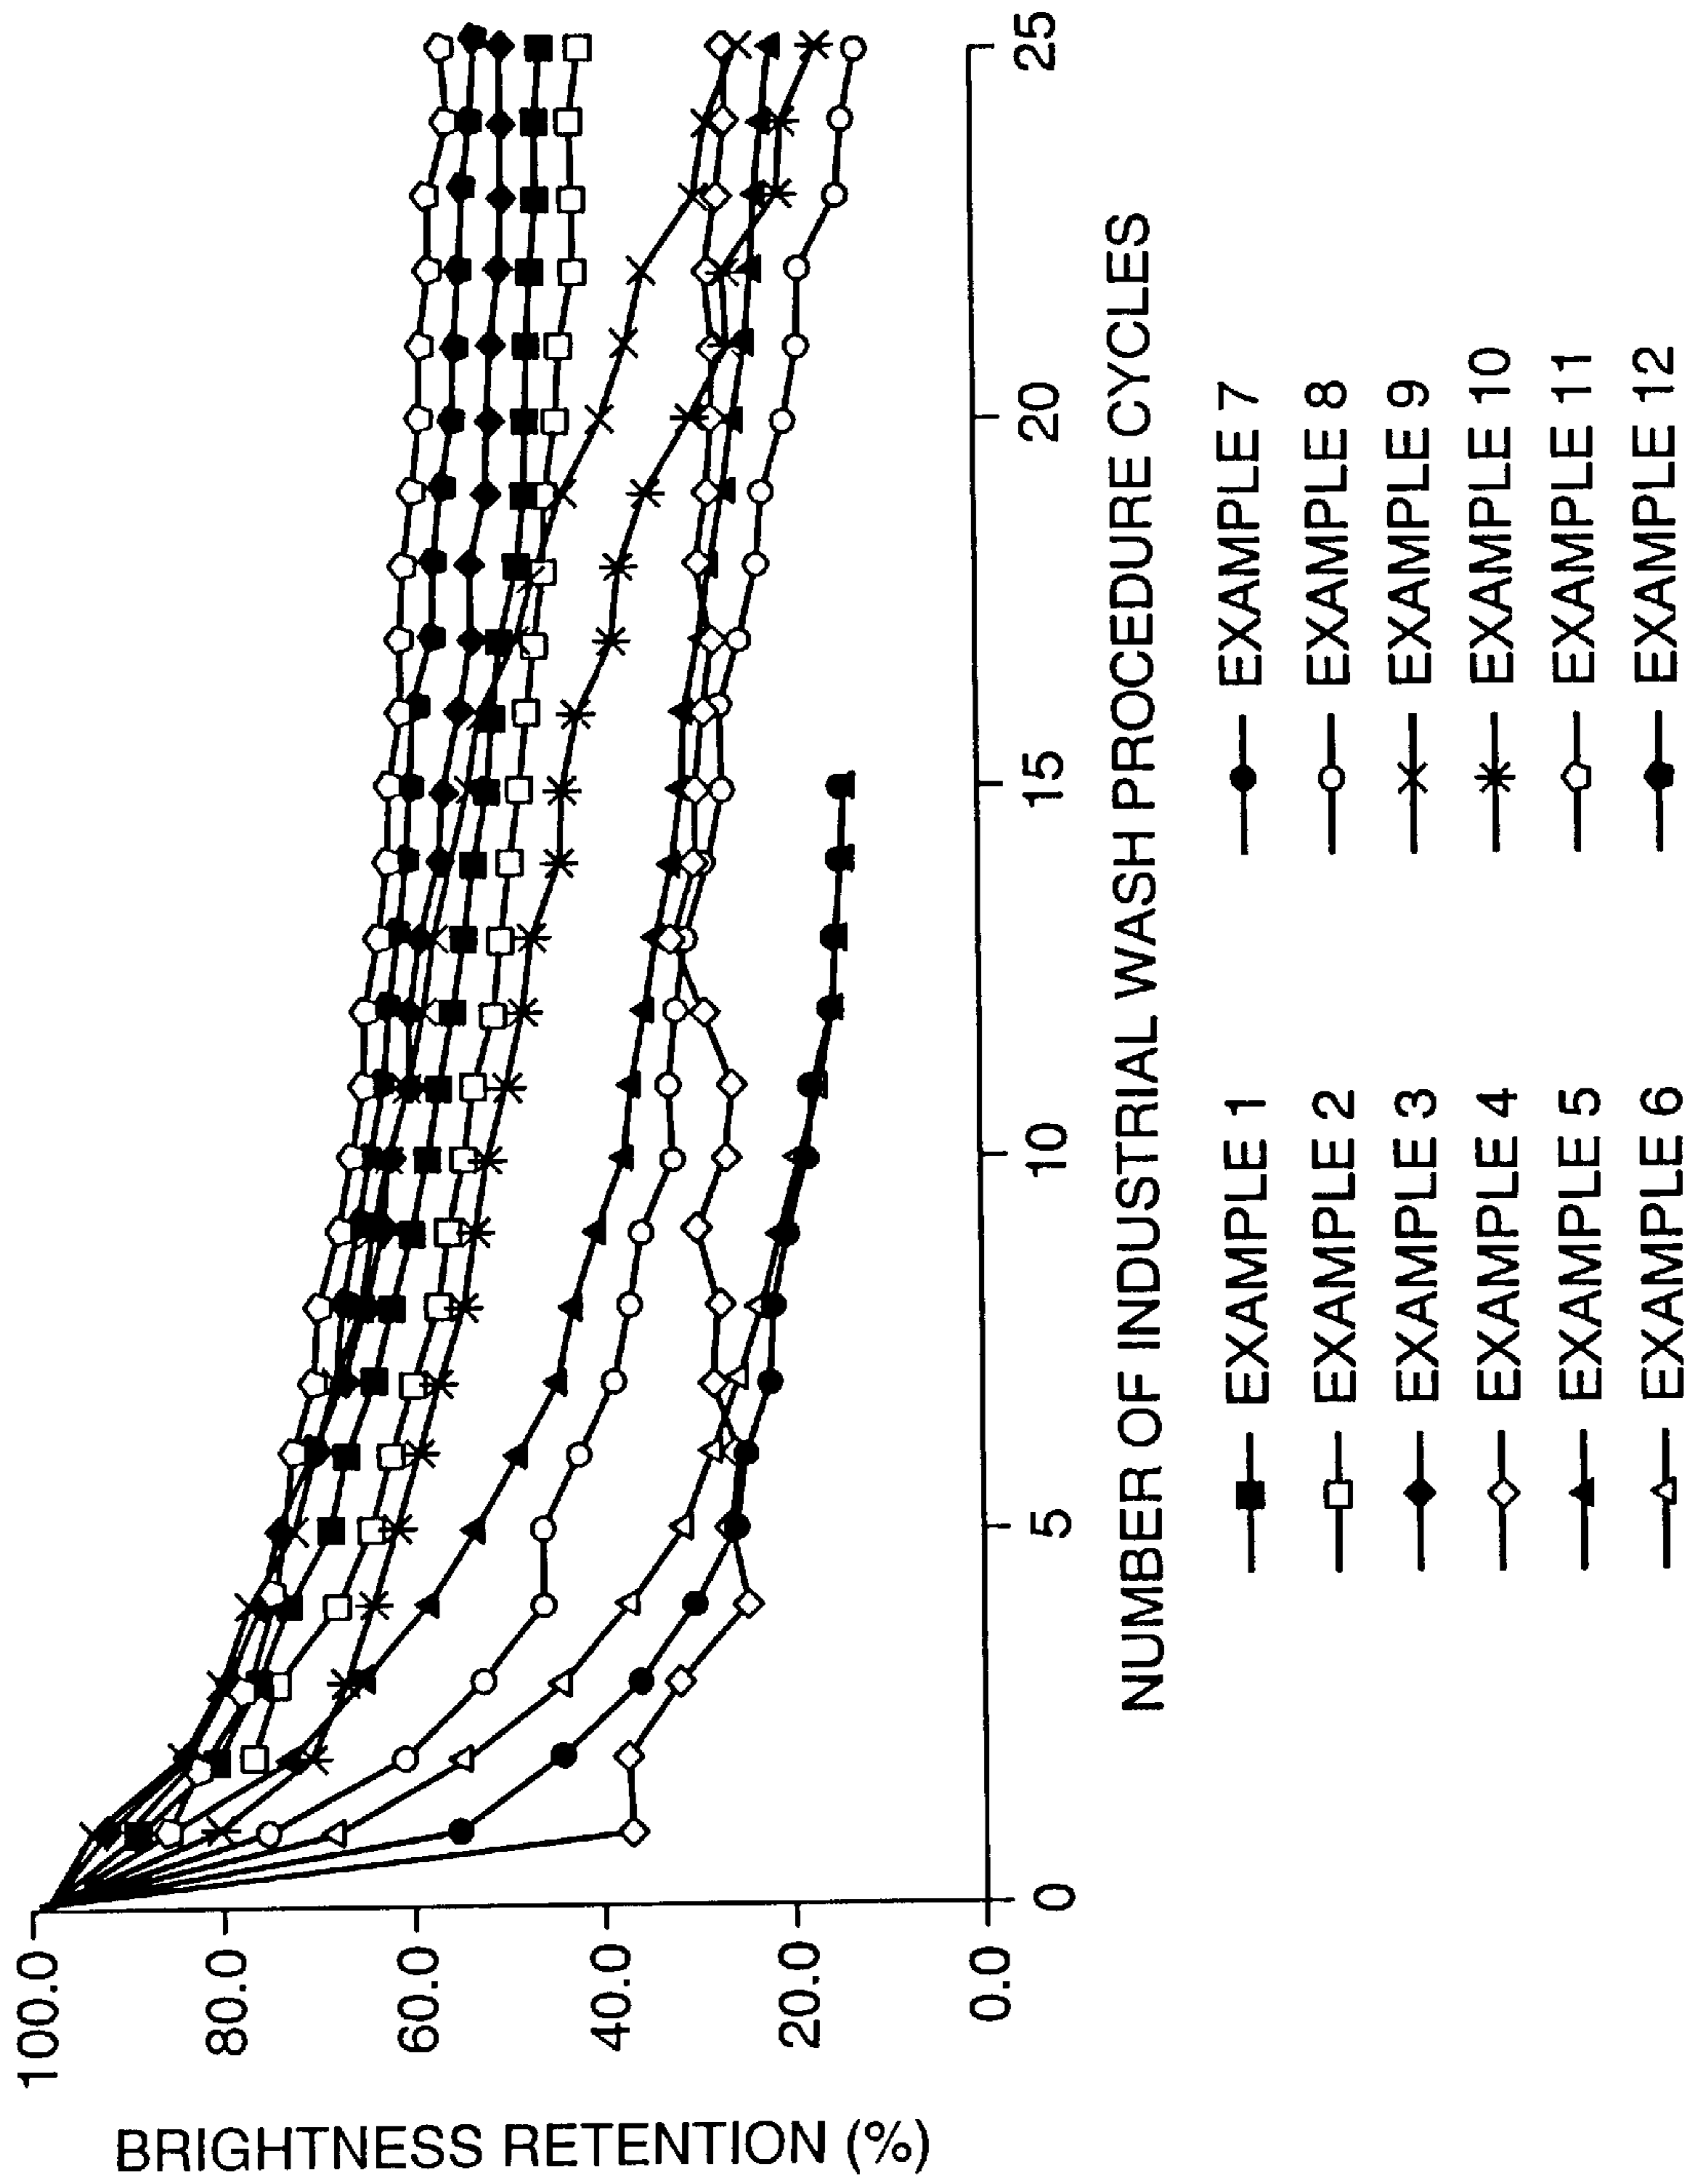 BRIGHTNESS RETENTION (%)
100.0
80.0
60.0
40.0
20.0
0.0
0 5 10 15 20 25
NUMBER OF INDUSTRIAL WASH PROCEDURE CYCLES
EXAMPLE 1 EXAMPLE 7
EXAMPLE 2 EXAMPLE 8
EXAMPLE 3 EXAMPLE 9
EXAMPLE 4 EXAMPLE 10
EXAMPLE 5 EXAMPLE 11
EXAMPLE 6 EXAMPLE 12